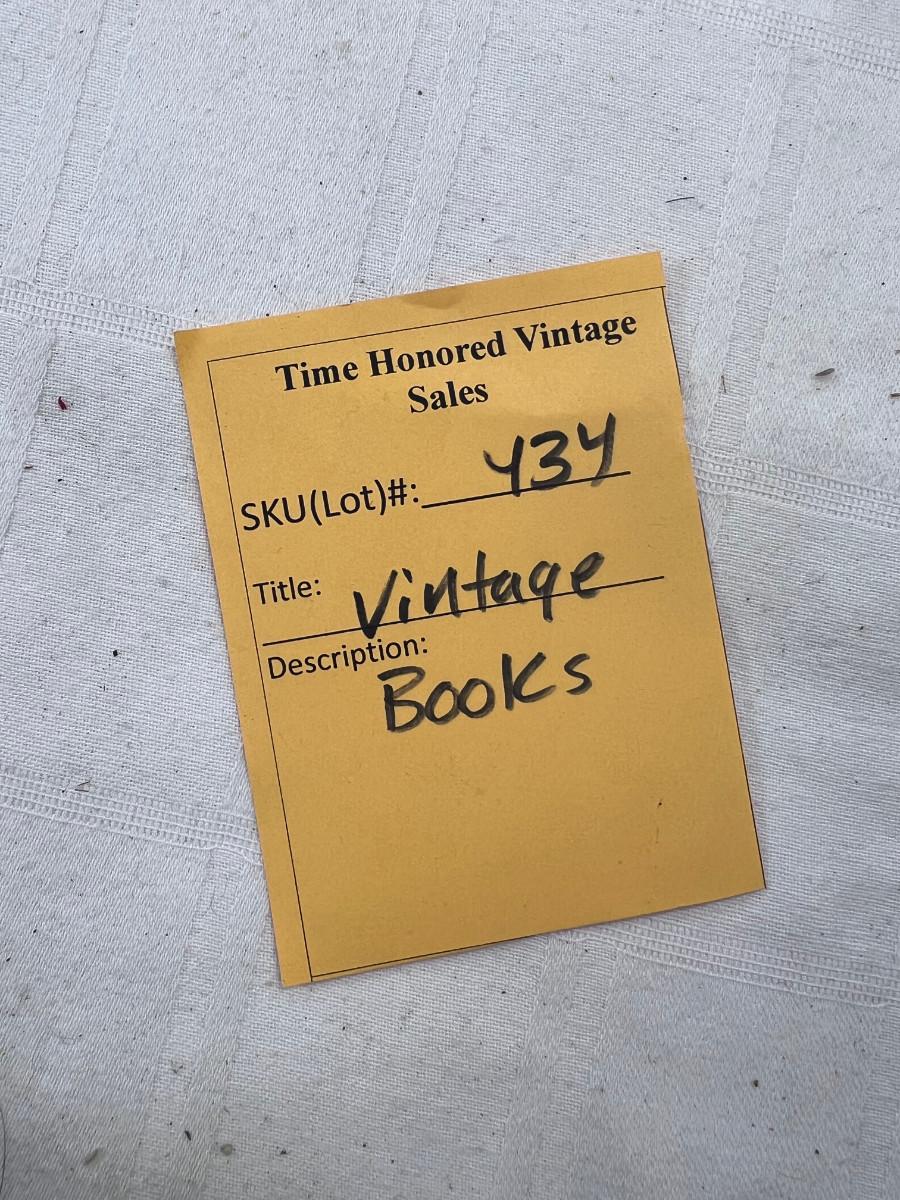 Time Honored Vintage
Sales
SKU(Lot)#: 434
Title: Vintage
Description:
Books